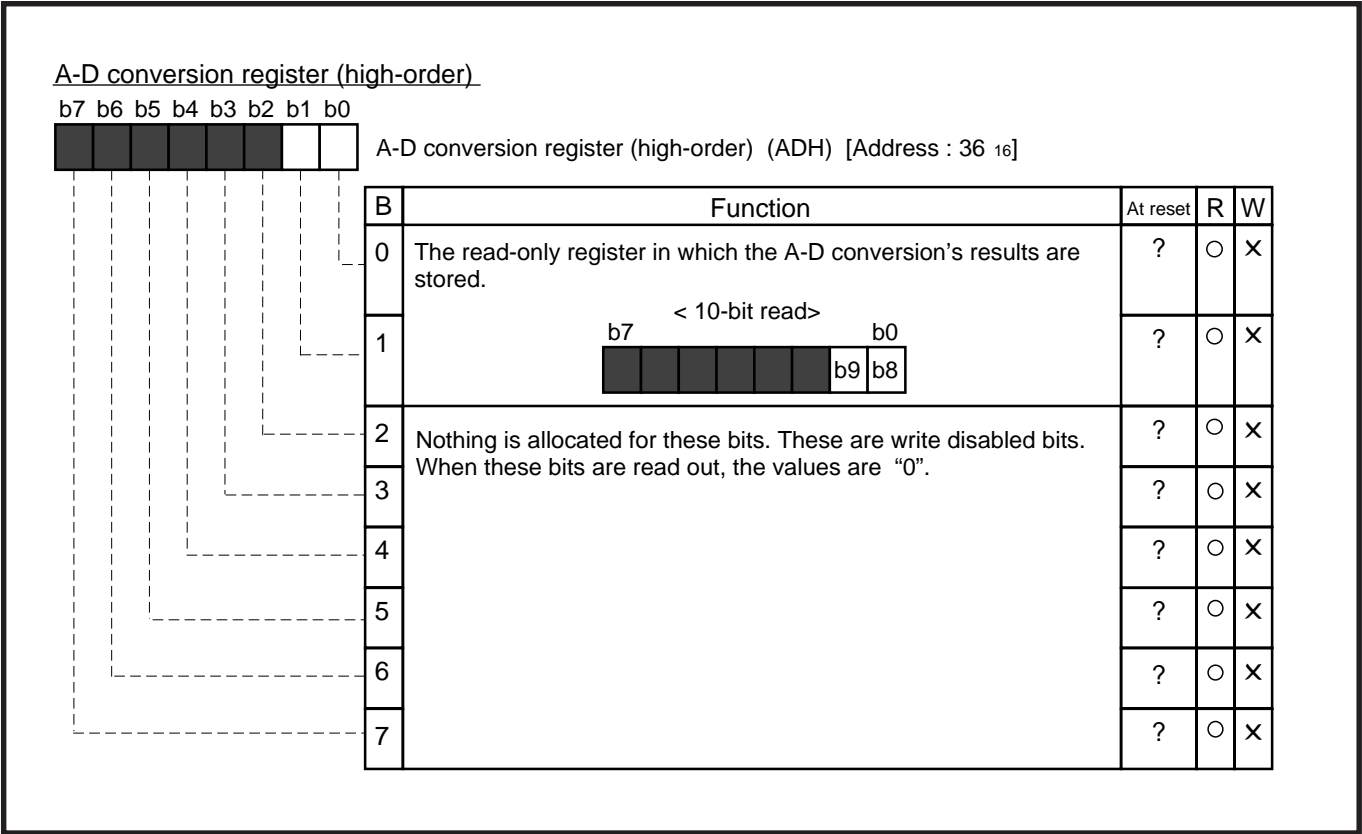 A-D conversion register (high-order)
b7 b6 b5 b4 b3 b2 b1 b0
A-D conversion register (high-order) (ADH) [Address : 36 16]
B Function At reset R W
0 The read-only register in which the A-D conversion's results are ? ○ ×
stored.
< 10-bit read>
b7 b0
1 ? ○ ×
b9 b8
2 Nothing is allocated for these bits. These are write disabled bits. ? ○ ×
When these bits are read out, the values are “0”.
3 ? ○ ×
4 ? ○ ×
5 ? ○ ×
6 ? ○ ×
7 ? ○ ×